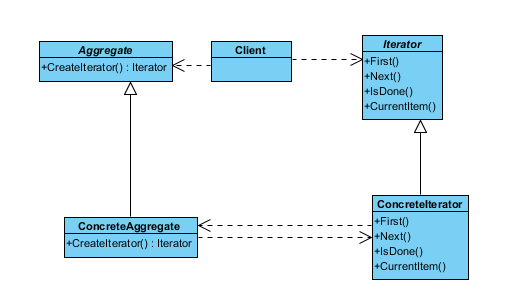 Aggregate
+CreateIterator() : Iterator
Client
Iterator
+First()
+Next()
+IsDone()
+CurrentItem()
ConcreteAggregate
+CreateIterator() : Iterator
ConcreteIterator
+First()
+Next()
+IsDone()
+CurrentItem()